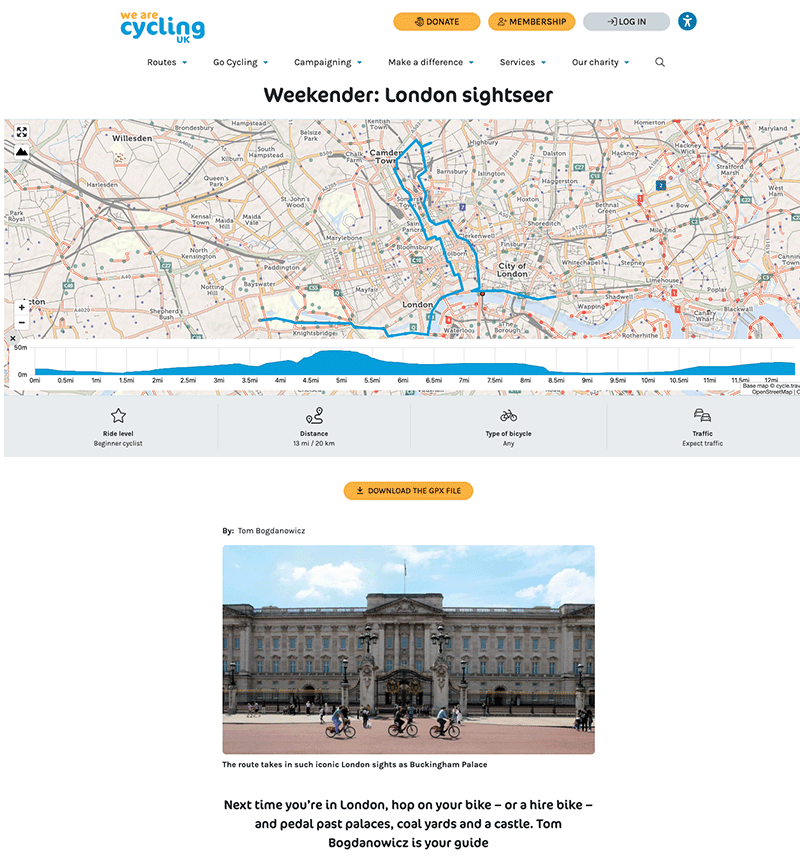 we are
cycling
UK
DONATE
MEMBERSHIP
LOG IN
Routes
Go Cycling
Campaigning
Make a difference
Services
Our charity
Weekender: London sightseer
Willesden
Brondesbury
Hampstead
Belsize
Park
Kentish
Town
Highbury
Homerton
Hackney
Maryland
South
Hampstead
Kilburn
Chalk
Farm
Camden
Town
Barnsbury
Dalston
Hackney
Wick
Strafford
Marsh
Harlesden
Queen's
Park
Islington
Haggerston
West
Ham
Park
Royal
Kensal
Town
Maida
Hill
Maida
Vale
St.John's
Wood
Hoxton
Bethnal
Green
Bow
Shoreditch
Mile End
North
Kensington
Marylebone
Bloomsbury
Clerkenwell
Finsbury
Holborn
Whitechapel
Stepney
Paddington
City of
London
Limehouse
Poplar
Notting
Hill
Bayswater
Mayfair
London
Shadwell
Wapping
Canary
Wharf
Blackwall
cton
Shepherd's
Bush
Knightsbridge
Waterloo
The
Borough
Rotherhithe
+
−
50m
0m
0mi 0.5mi 1mi 1.5mi 2mi 2.5mi 3mi 3.5mi 4mi 4.5mi 5mi 5.5mi 6mi 6.5mi 7mi 7.5mi 8mi 8.5mi 9mi 9.5mi 10mi 10.5mi 11mi 11.5mi 12mi
Base map © cycle.trav
OpenStreetMap | C
Ride level
Beginner cyclist
Distance
13 mi / 20 km
Type of bicycle
Any
Traffic
Expect traffic
DOWNLOAD THE GPX FILE
By: Tom Bogdanowicz
The route takes in such iconic London sights as Buckingham Palace
Next time you're in London, hop on your bike – or a hire bike –
and pedal past palaces, coal yards and a castle. Tom
Bogdanowicz is your guide